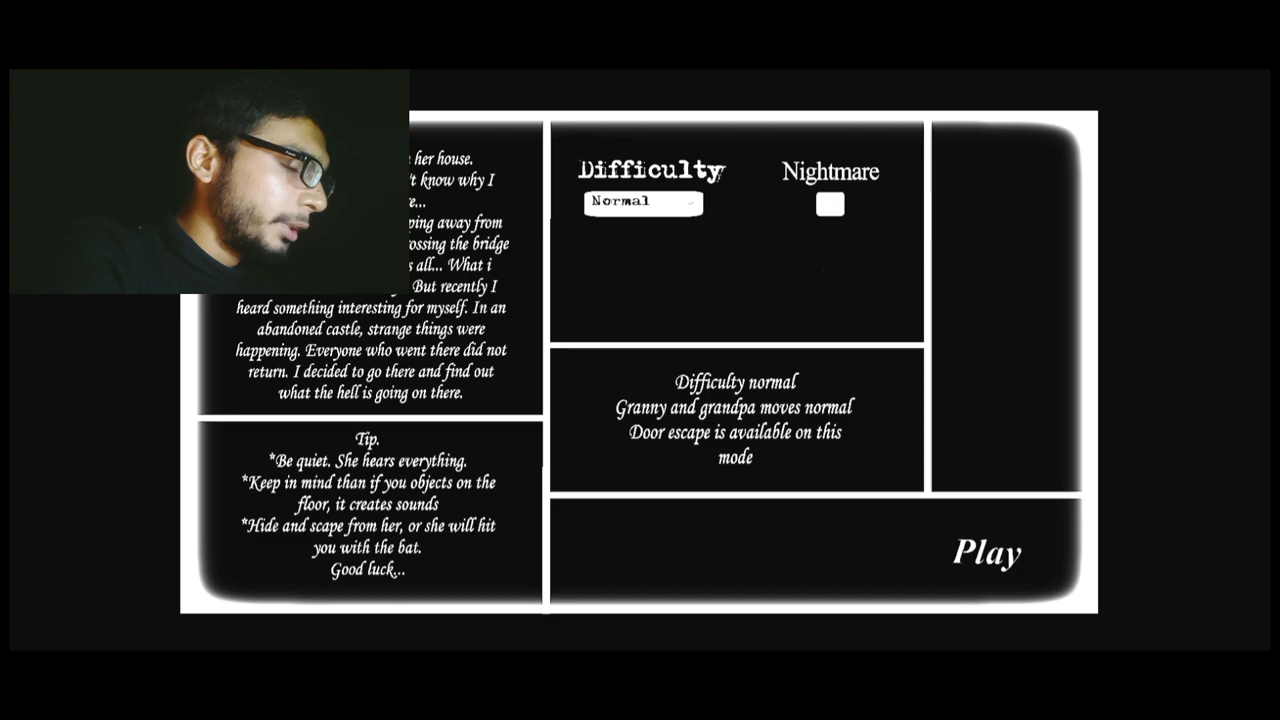 her house.
't know why I
e...
ping away from
ossing the bridge
s all... What i
But recently I
heard something interesting for myself. In an
abandoned castle, strange things were
happening. Everyone who went there did not
return. I decided to go there and find out
what the hell is going on there.
Tip.
*Be quiet. She hears everything.
*Keep in mind than if you objects on the
floor, it creates sounds
*Hide and scape from her, or she will hit
you with the bat.
Good luck...
Difficulty
Nightmare
Normal
Difficulty normal
Granny and grandpa moves normal
Door escape is available on this
mode
Play